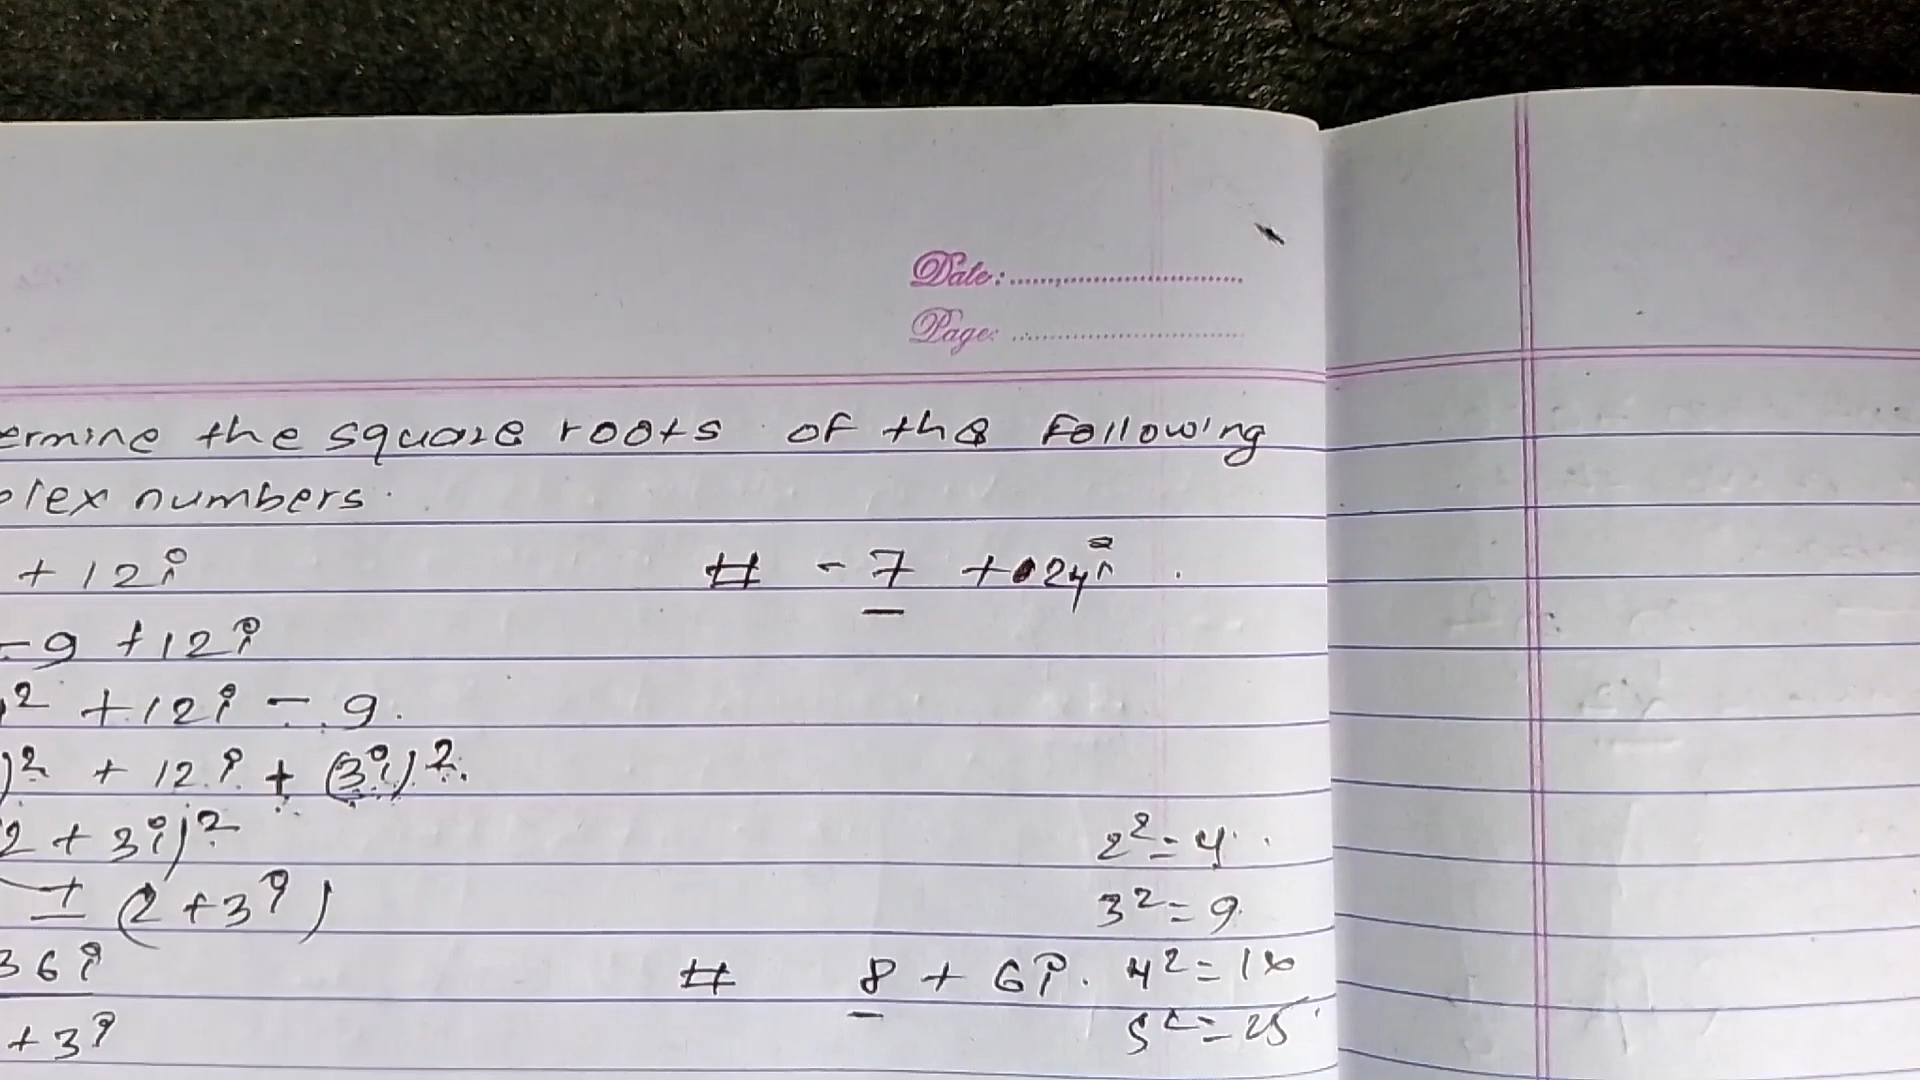 Date:
Page:
ermine the square roots of the following
plex numbers.
+ 12i # - 7 + 24i
-9 + 12i
2 + 12i - 9.
)2 + 12i + (3i)2.
2 + 3i)2 22 = 4
± (2 + 3i) 32 = 9
36i # 8 + 6i. 42 = 16
+ 3i 52 = 25